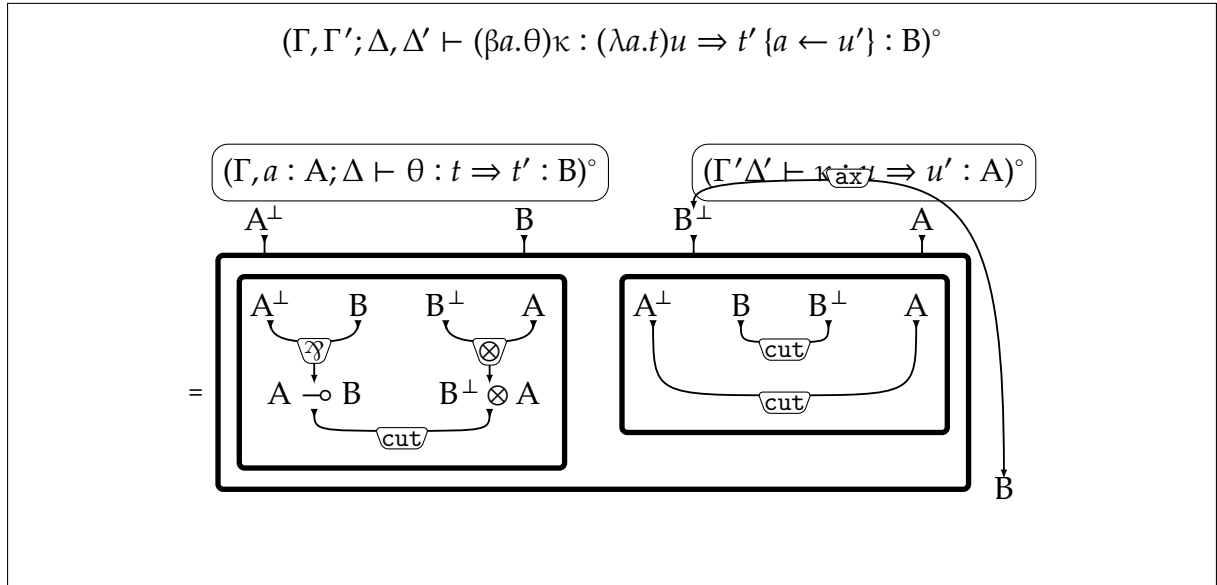 (Γ, Γ′; Δ, Δ′ ⊢ (βa.θ)κ : (λa.t)u ⇒ t′ {a ← u′} : B)°
(Γ, a : A; Δ ⊢ θ : t ⇒ t′ : B)° (Γ′Δ′ ⊢ κ : u ⇒ u′ : A)°
ax
A⊥ B B⊥ A
A⊥ B B⊥ A A⊥ B B⊥ A
⅋ ⊗ cut
= A ⊸ B B⊥ ⊗ A cut
cut
B